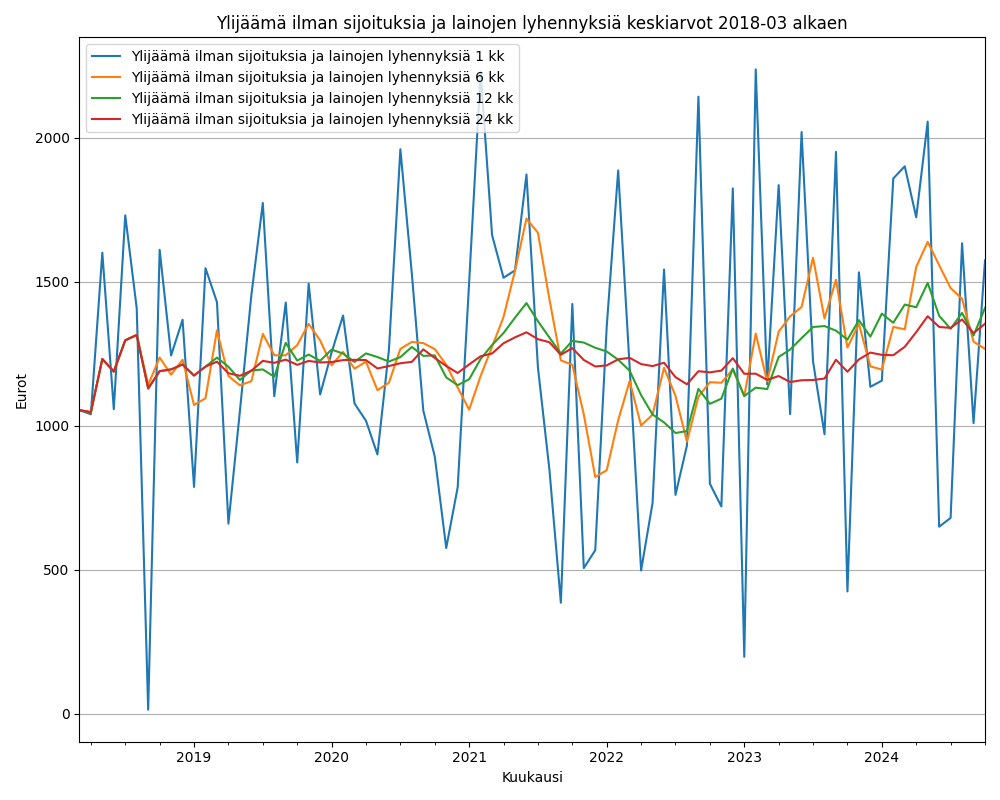 Ylijäämä ilman sijoituksia ja lainojen lyhennyksiä keskiarvot 2018-03 alkaen
Ylijäämä ilman sijoituksia ja lainojen lyhennyksiä 1 kk
Ylijäämä ilman sijoituksia ja lainojen lyhennyksiä 6 kk
Ylijäämä ilman sijoituksia ja lainojen lyhennyksiä 12 kk
Ylijäämä ilman sijoituksia ja lainojen lyhennyksiä 24 kk
2000
1500
1000
500
0
Eurot
2019 2020 2021 2022 2023 2024
Kuukausi